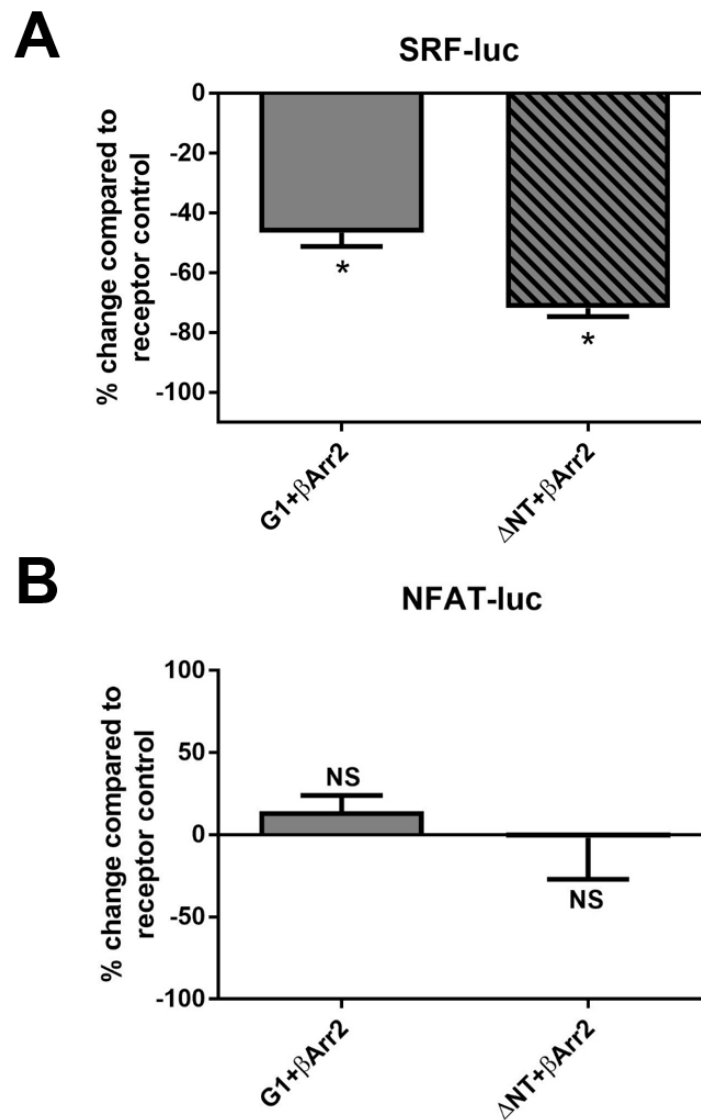 A
SRF-luc
% change compared to
receptor control
0
-20
-40
-60
-80
-100
*
*
G1+βArr2
ΔNT+βArr2
B
NFAT-luc
% change compared to
receptor control
100
50
0
-50
-100
NS
NS
G1+βArr2
ΔNT+βArr2